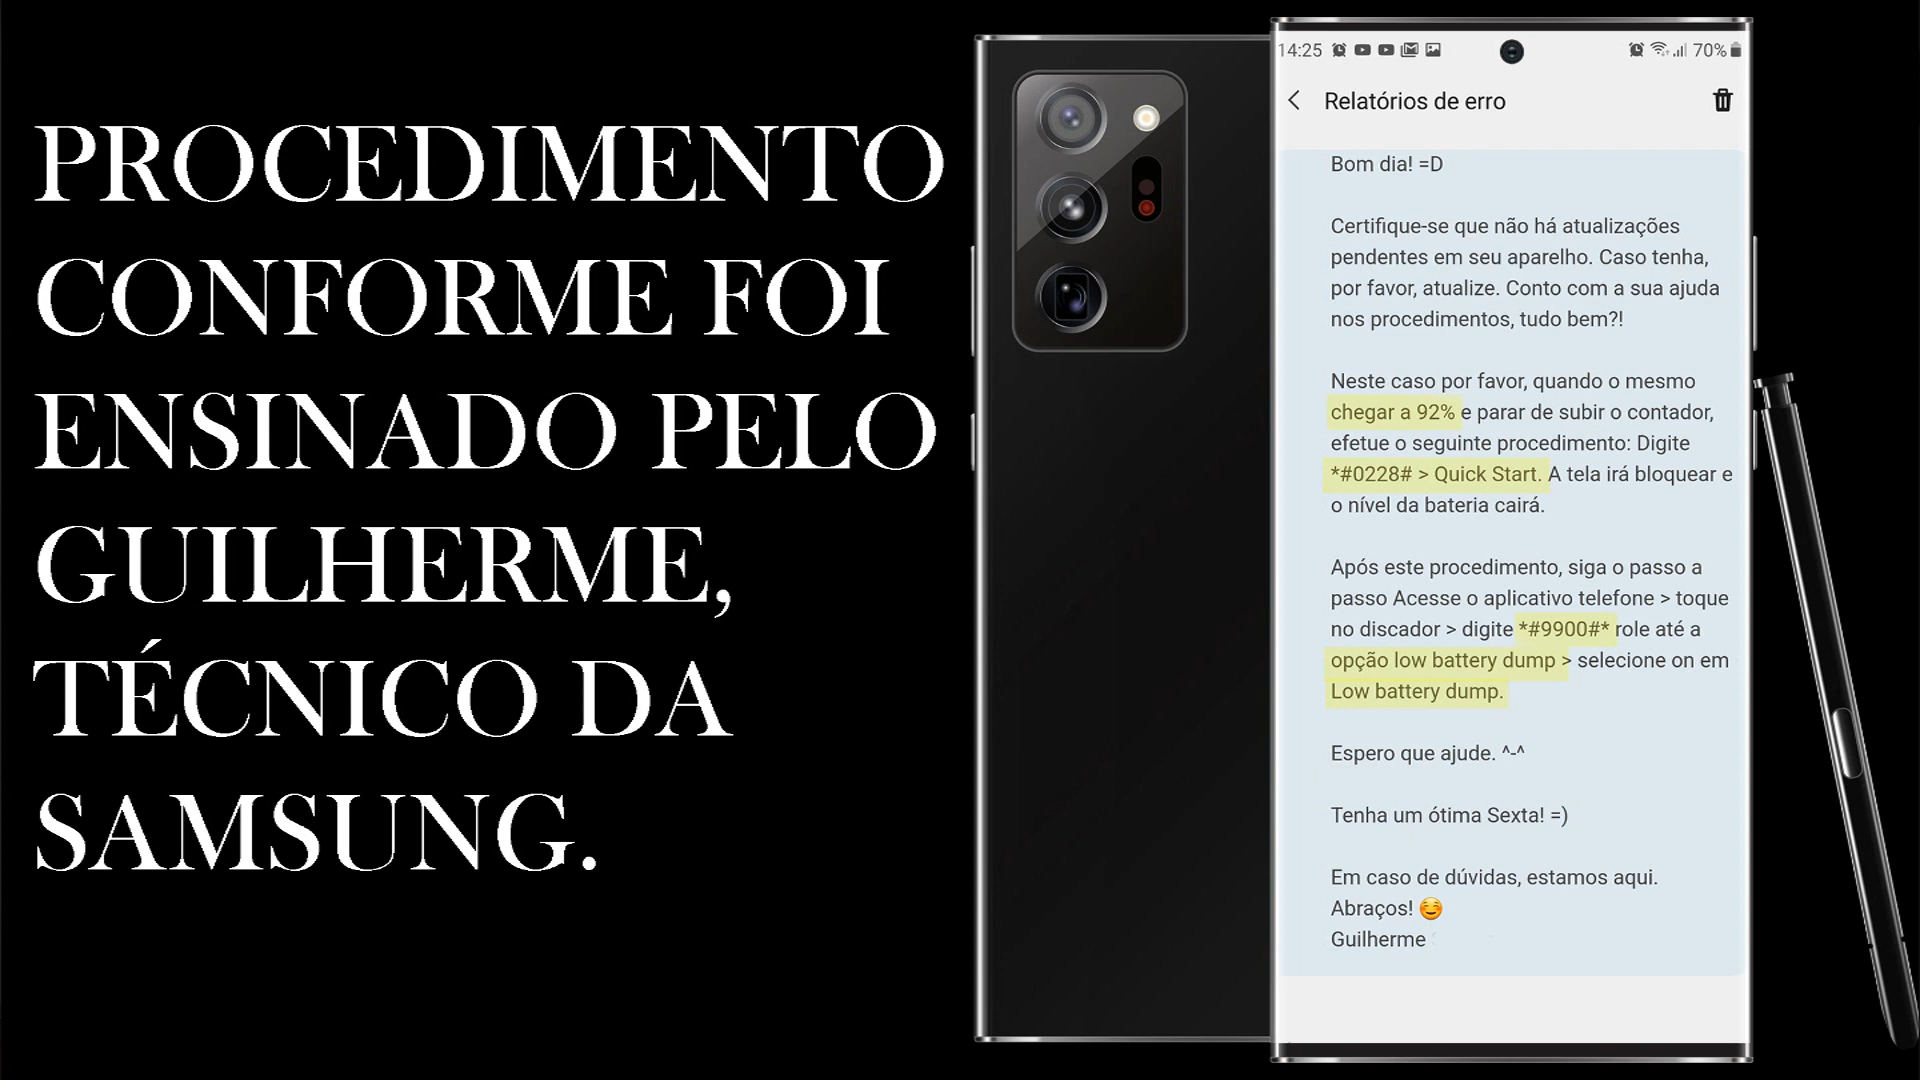 PROCEDIMENTO
CONFORME FOI
ENSINADO PELO
GUILHERME,
TÉCNICO DA
SAMSUNG.
14:25
70%
Relatórios de erro
Bom dia! =D
Certifique-se que não há atualizações
pendentes em seu aparelho. Caso tenha,
por favor, atualize. Conto com a sua ajuda
nos procedimentos, tudo bem?!
Neste caso por favor, quando o mesmo
chegar a 92% e parar de subir o contador,
efetue o seguinte procedimento: Digite
*#0228# > Quick Start. A tela irá bloquear e
o nível da bateria cairá.
Após este procedimento, siga o passo a
passo Acesse o aplicativo telefone > toque
no discador > digite *#9900#* role até a
opção low battery dump > selecione on em
Low battery dump.
Espero que ajude. ^-^
Tenha um ótima Sexta! =)
Em caso de dúvidas, estamos aqui.
Abraços! ☺️
Guilherme